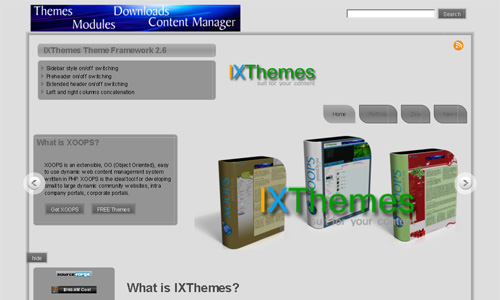 Themes
Downloads
Modules
Content Manager
Search
IXThemes Theme Framework 2.6
Sidebar style on/off switching
Preheader on/off switching
Extended header on/off switching
Left and right columns concatenation
IXThemes
suit for your content
Home
What is XOOPS?
XOOPS is an extensible, OO (Object Oriented), easy
to use dynamic web content management system
written in PHP. XOOPS is the ideal tool for developing
small to large dynamic community websites, intra
company portals, corporate portals.
Get XOOPS
FREE Themes
XOOPS
XOOPS
XOOPS
IXThemes
suit for your content
hide
What is IXThemes?